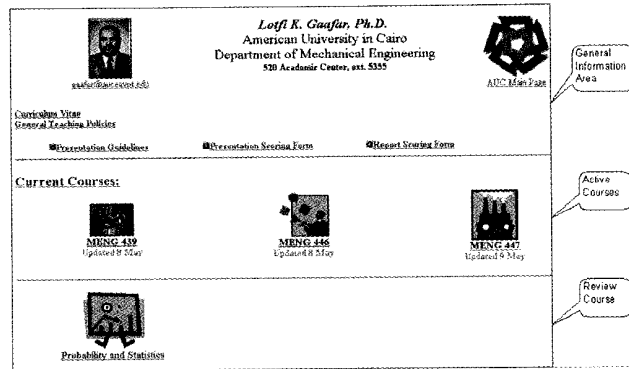 Lotfi K. Gaafar, Ph.D.
American University in Cairo
Department of Mechanical Engineering
520 Academic Center, ext. 5355
AUC Main Page
Curriculum Vitae
General Teaching Policies
Presentation Guidelines
Presentation Scoring Form
Report Scoring Form
Current Courses:
MENG 439
Updated 8 May
MENG 446
Updated 8 May
MENG 447
Updated 9 May
Probability and Statistics
General
Information
Area
Active
Courses
Review
Course